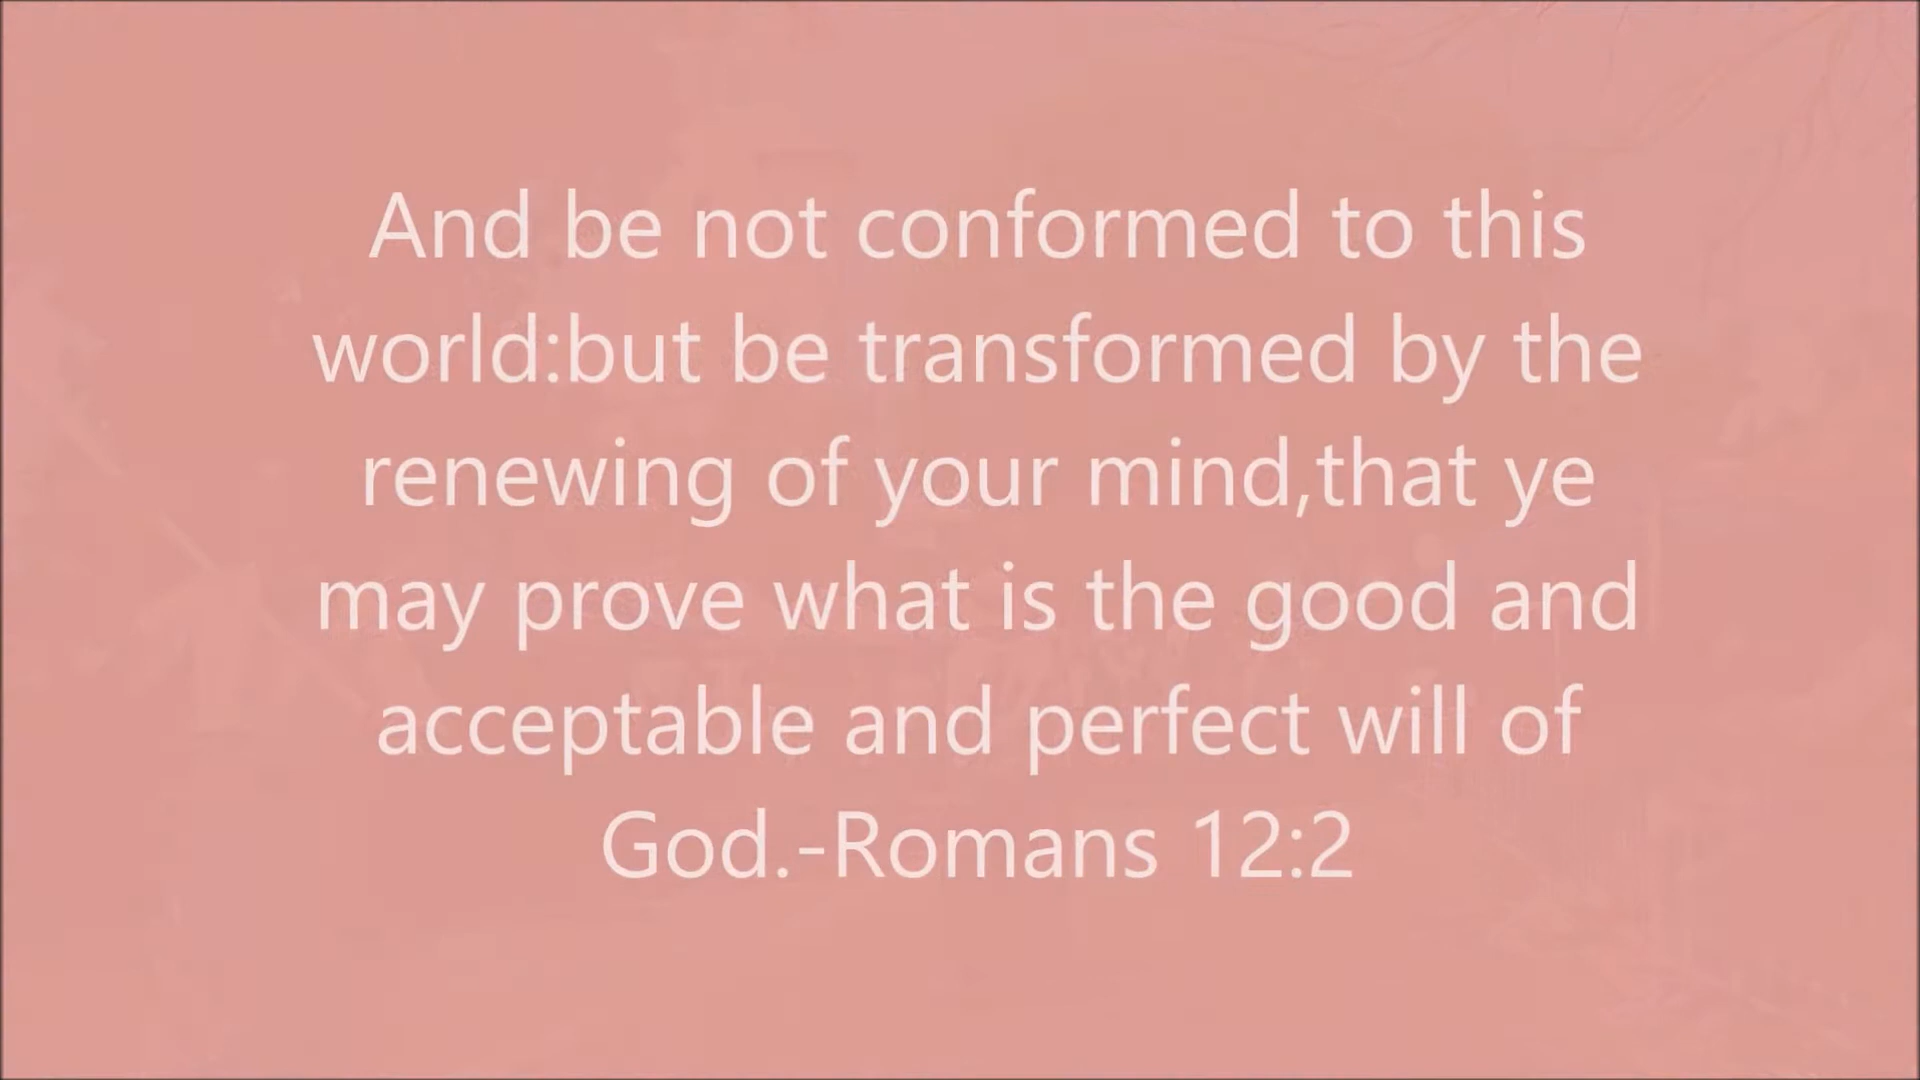 And be not conformed to this
world:but be transformed by the
renewing of your mind,that ye
may prove what is the good and
acceptable and perfect will of
God.-Romans 12:2